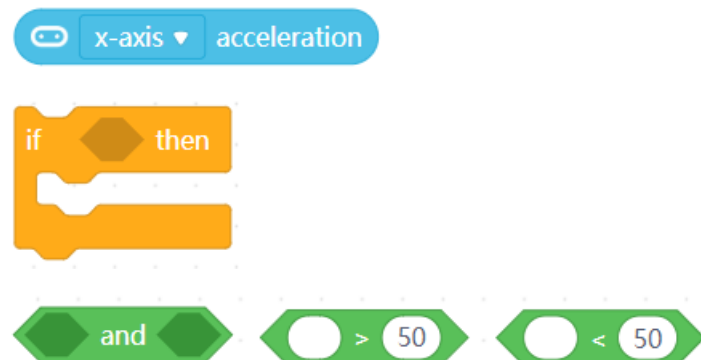 x-axis ▼ acceleration
if then
and > 50 < 50